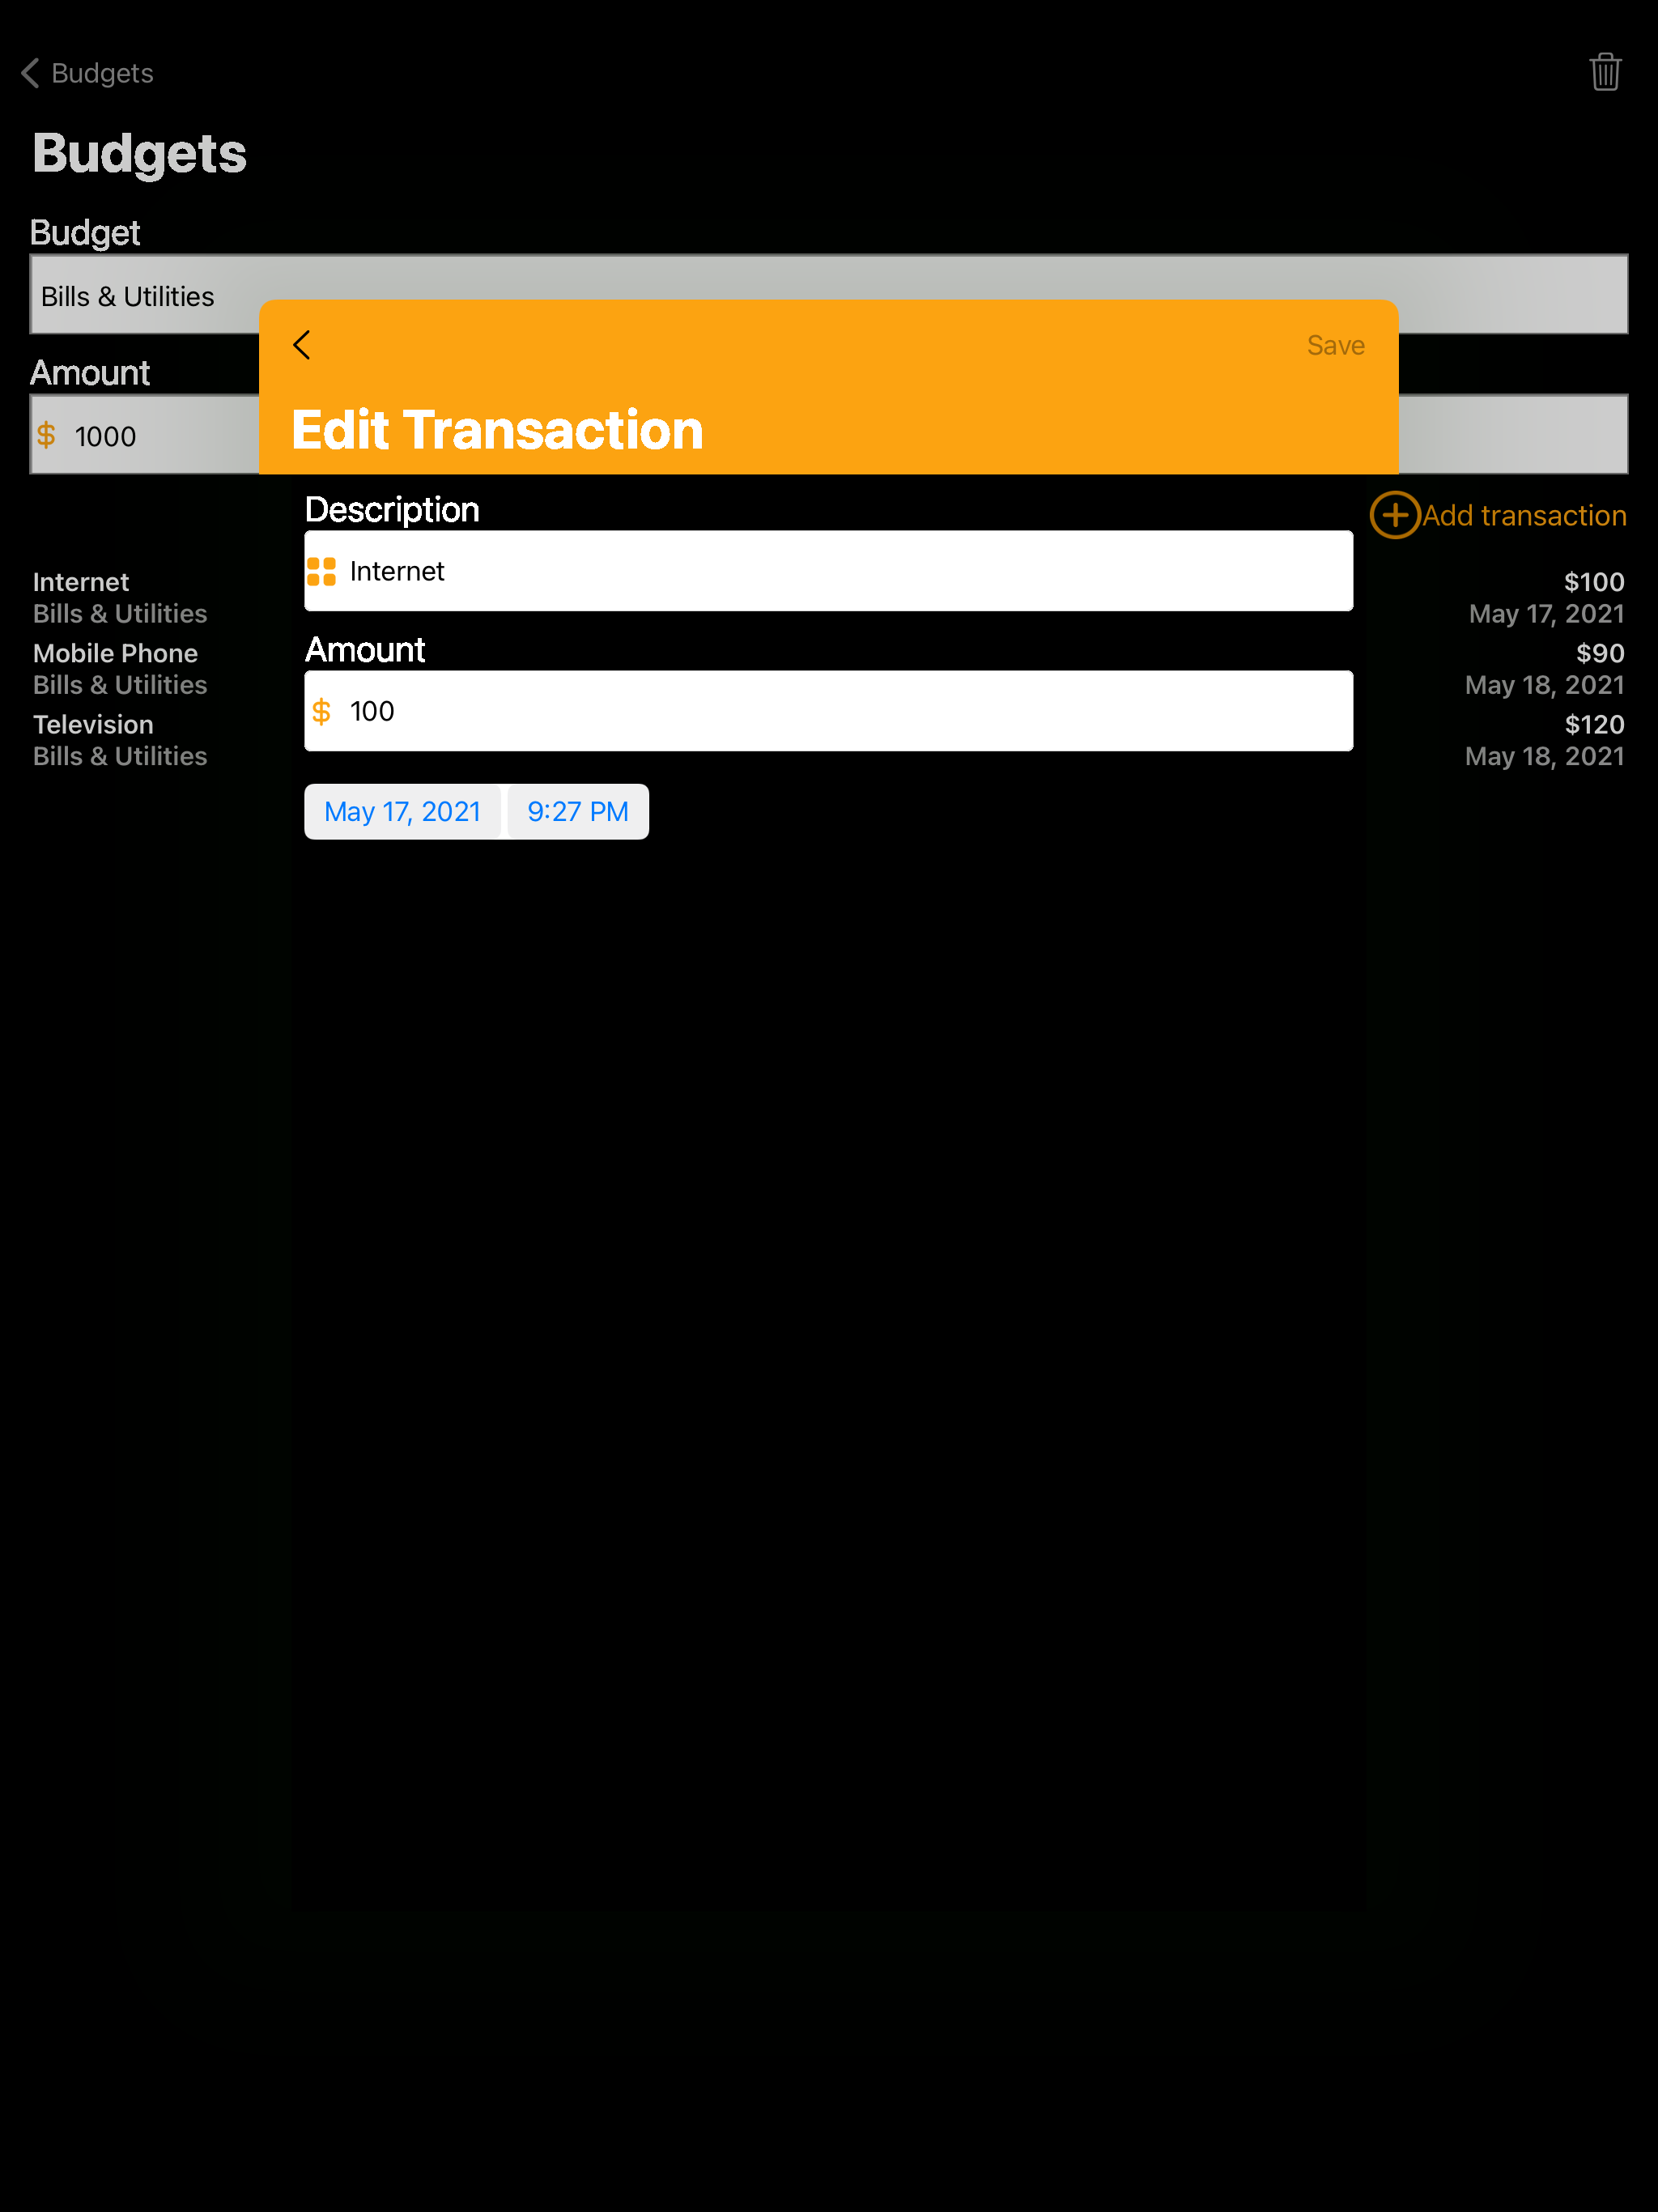 Budgets
Budgets
Budget
Bills & Utilities
Amount
$ 1000
Save
Edit Transaction
Description
Internet
Amount
$ 100
May 17, 2021 9:27 PM
Add transaction
Internet $100
Bills & Utilities May 17, 2021
Mobile Phone $90
Bills & Utilities May 18, 2021
Television $120
Bills & Utilities May 18, 2021